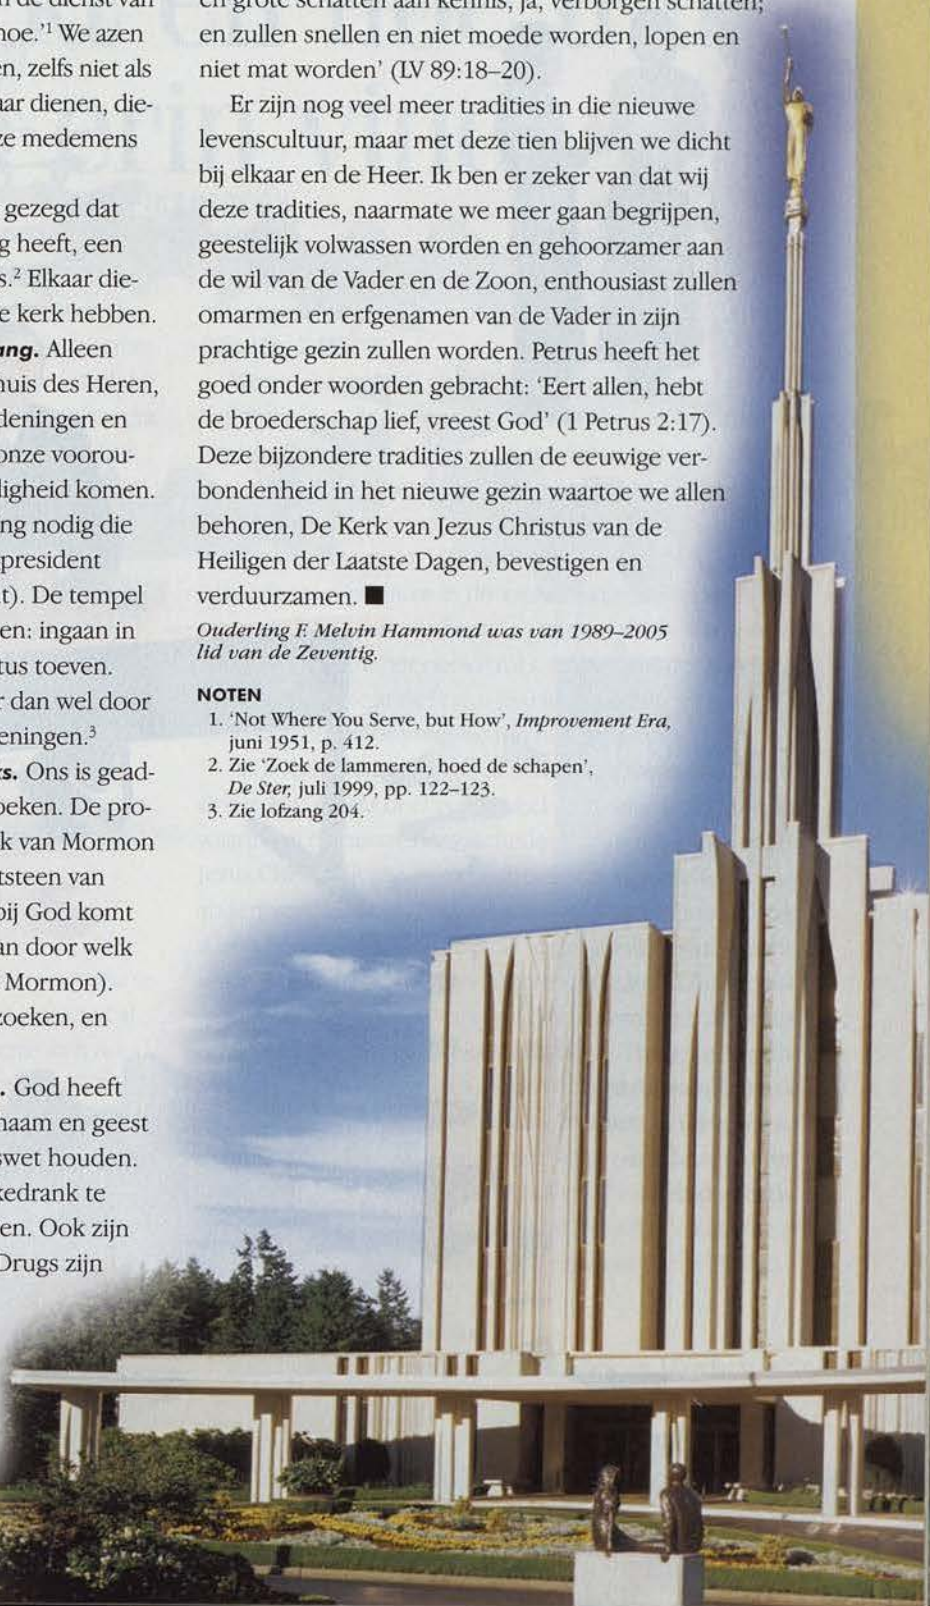 n de dienst van
hoe.’¹ We azen
en, zelfs niet als
aar dienen, die-
ze medemens
gezegd dat
g heeft, een
s.² Elkaar die-
e kerk hebben.
ang. Alleen
huis des Heren,
deningen en
onze voorou-
ligheid komen.
ng nodig die
president
t). De tempel
en: ingaan in
tus toeven.
r dan wel door
eningen.³
s. Ons is gead-
oeken. De pro-
k van Mormon
tsteen van
bij God komt
an door welk
Mormon).
zoeken, en
. God heeft
haam en geest
swet houden.
kedrank te
en. Ook zijn
Drugs zijn
en grote schatten aan kennis, ja, verborgen schatten;
en zullen snellen en niet moede worden, lopen en
niet mat worden’ (LV 89:18–20).
Er zijn nog veel meer tradities in die nieuwe
levenscultuur, maar met deze tien blijven we dicht
bij elkaar en de Heer. Ik ben er zeker van dat wij
deze tradities, naarmate we meer gaan begrijpen,
geestelijk volwassen worden en gehoorzamer aan
de wil van de Vader en de Zoon, enthousiast zullen
omarmen en erfgenamen van de Vader in zijn
prachtige gezin zullen worden. Petrus heeft het
goed onder woorden gebracht: ‘Eert allen, hebt
de broederschap lief, vreest God’ (1 Petrus 2:17).
Deze bijzondere tradities zullen de eeuwige ver-
bondenheid in het nieuwe gezin waartoe we allen
behoren, De Kerk van Jezus Christus van de
Heiligen der Laatste Dagen, bevestigen en
verduurzamen. ■
Ouderling F. Melvin Hammond was van 1989–2005
lid van de Zeventig.
NOTEN
1. ‘Not Where You Serve, but How’, Improvement Era,
juni 1951, p. 412.
2. Zie ‘Zoek de lammeren, hoed de schapen’,
De Ster, juli 1999, pp. 122–123.
3. Zie lofzang 204.